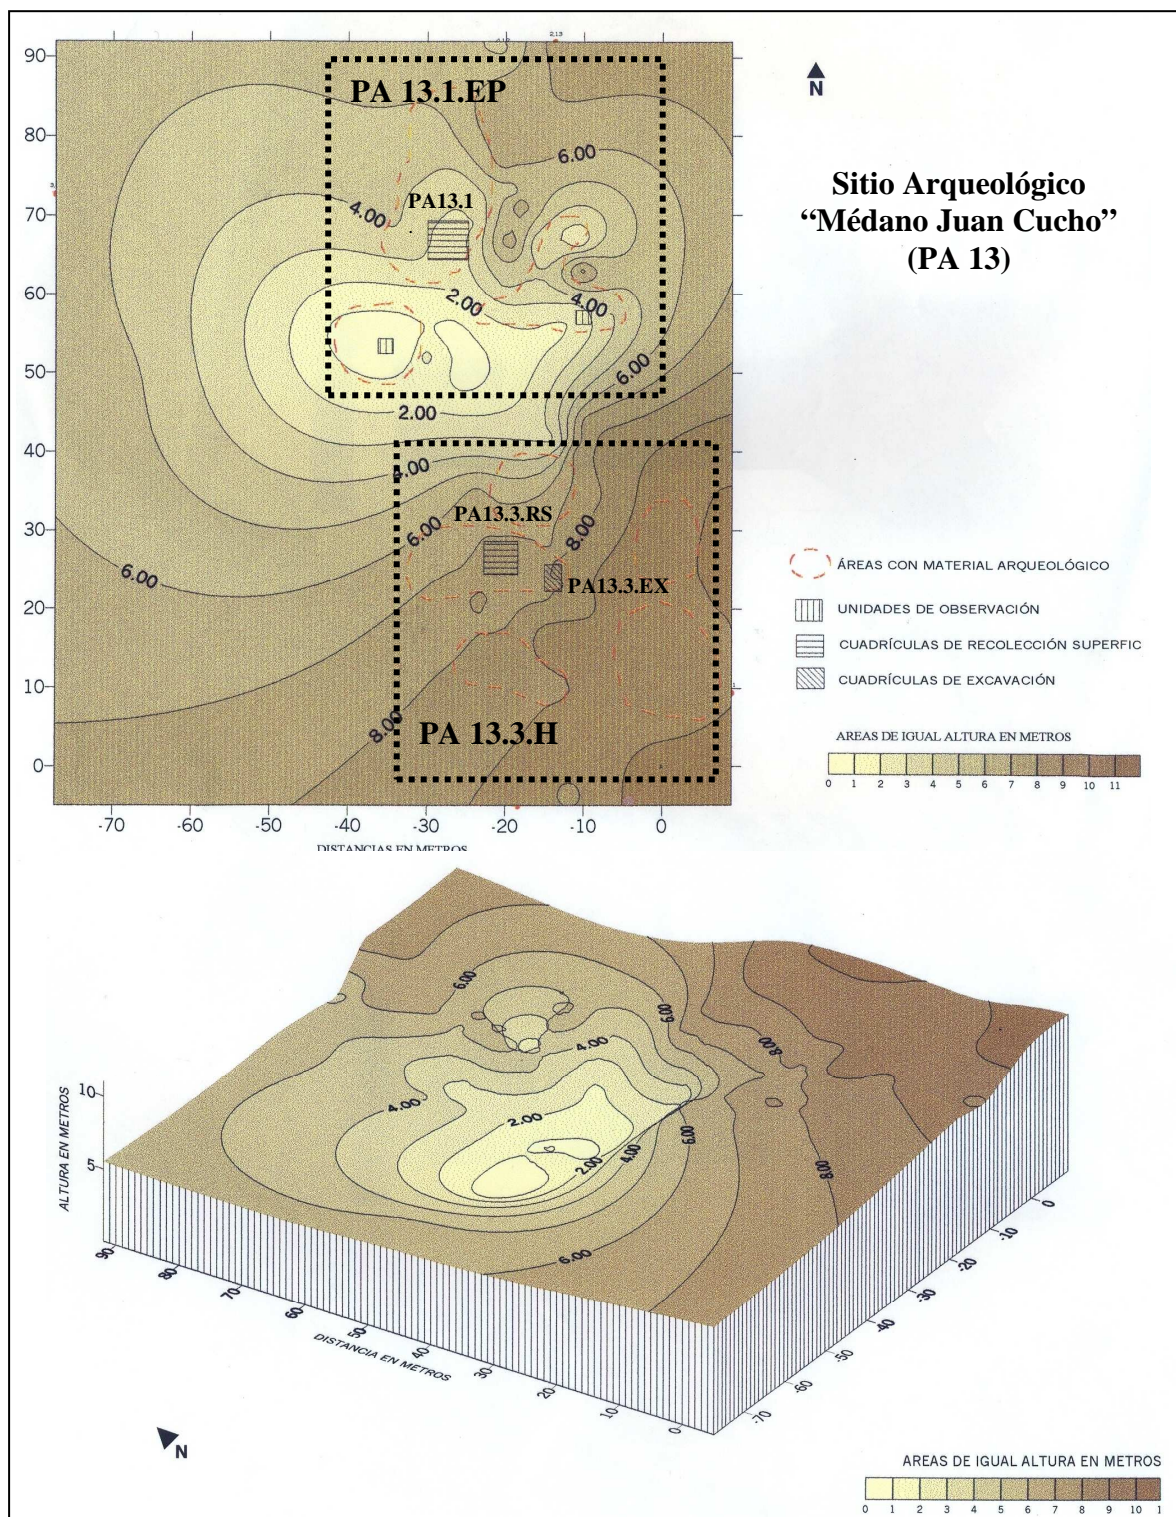 PA 13.1.EP
N
Sitio Arqueológico
“Médano Juan Cucho”
(PA 13)
90
80
70
60
50
40
30
20
10
0
6.00
4.00
PA13.1
2.00
4.00
6.00
2.00
4.00
6.00
PA13.3.RS
8.00
6.00
PA13.3.EX
8.00
PA 13.3.H
ÁREAS CON MATERIAL ARQUEOLÓGICO
UNIDADES DE OBSERVACIÓN
CUADRÍCULAS DE RECOLECCIÓN SUPERFIC
CUADRÍCULAS DE EXCAVACIÓN
AREAS DE IGUAL ALTURA EN METROS
0 1 2 3 4 5 6 7 8 9 10 11
-70 -60 -50 -40 -30 -20 -10 0
DISTANCIAS EN METROS
6.00
6.00
4.00
8.00
4.00
2.00
6.00
4.00
2.00
8.00
6.00
ALTURA EN METROS
10
5
90 80 70 60 50 40 30 20 10 0
DISTANCIA EN METROS
-70 -60 -50 -40 -30 -20 -10 0
N
AREAS DE IGUAL ALTURA EN METROS
0 1 2 3 4 5 6 7 8 9 10 1